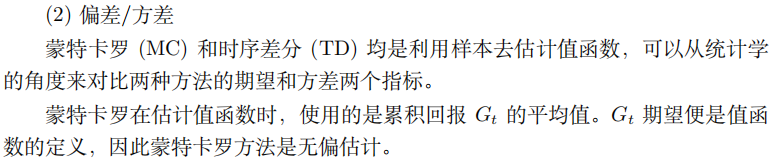 (2) 偏差/方差
蒙特卡罗 (MC) 和时序差分 (TD) 均是利用样本去估计值函数，可以从统计学
的角度来对比两种方法的期望和方差两个指标。
蒙特卡罗在估计值函数时，使用的是累积回报 Gt 的平均值。Gt 期望便是值函
数的定义，因此蒙特卡罗方法是无偏估计。